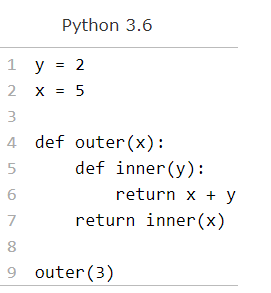 Python 3.6
1 y = 2
2 x = 5
3
4 def outer(x):
5     def inner(y):
6         return x + y
7     return inner(x)
8
9 outer(3)